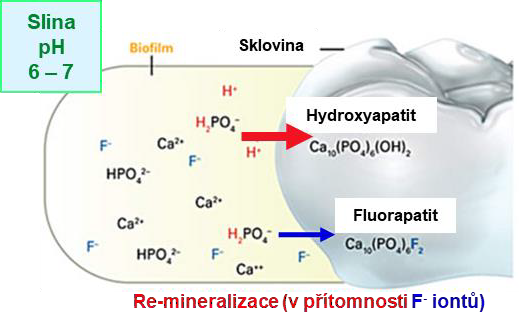 Slina
pH
6 – 7
Biofilm
Sklovina
H⁺
H₂PO₄⁻
Hydroxyapatit
F⁻
Ca²⁺
H⁺
Ca₁₀(PO₄)₆(OH)₂
F⁻
HPO₄²⁻
Ca²⁺
Fluorapatit
Ca²⁺
H₂PO₄⁻
Ca₁₀(PO₄)₆F₂
F⁻
HPO₄²⁻
F⁻
F⁻
Ca⁺⁺
Re-mineralizace (v přítomnosti F⁻ iontů)